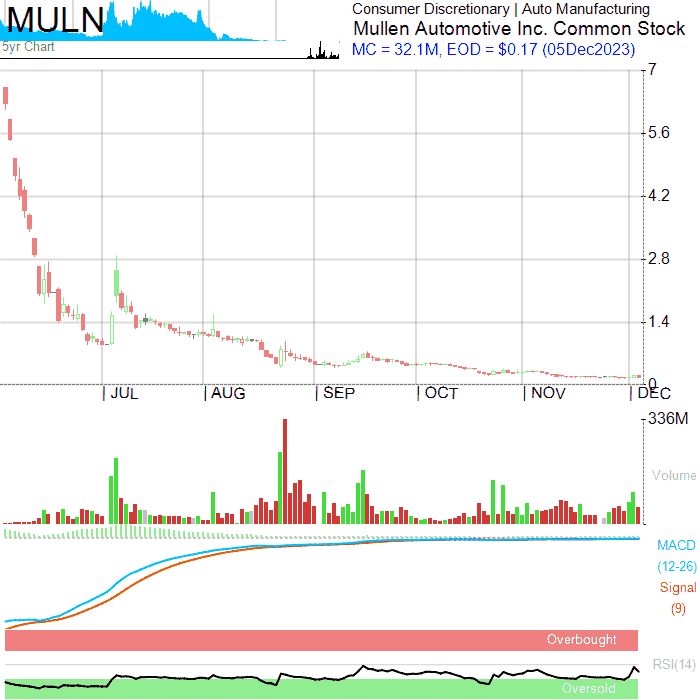 MULN
5yr Chart
Consumer Discretionary | Auto Manufacturing
Mullen Automotive Inc. Common Stock
MC = 32.1M, EOD = $0.17 (05Dec2023)
7
5.6
4.2
2.8
1.4
0
JUL
AUG
SEP
OCT
NOV
DEC
336M
Volume
MACD
(12-26)
Signal
(9)
Overbought
RSI(14)
Oversold